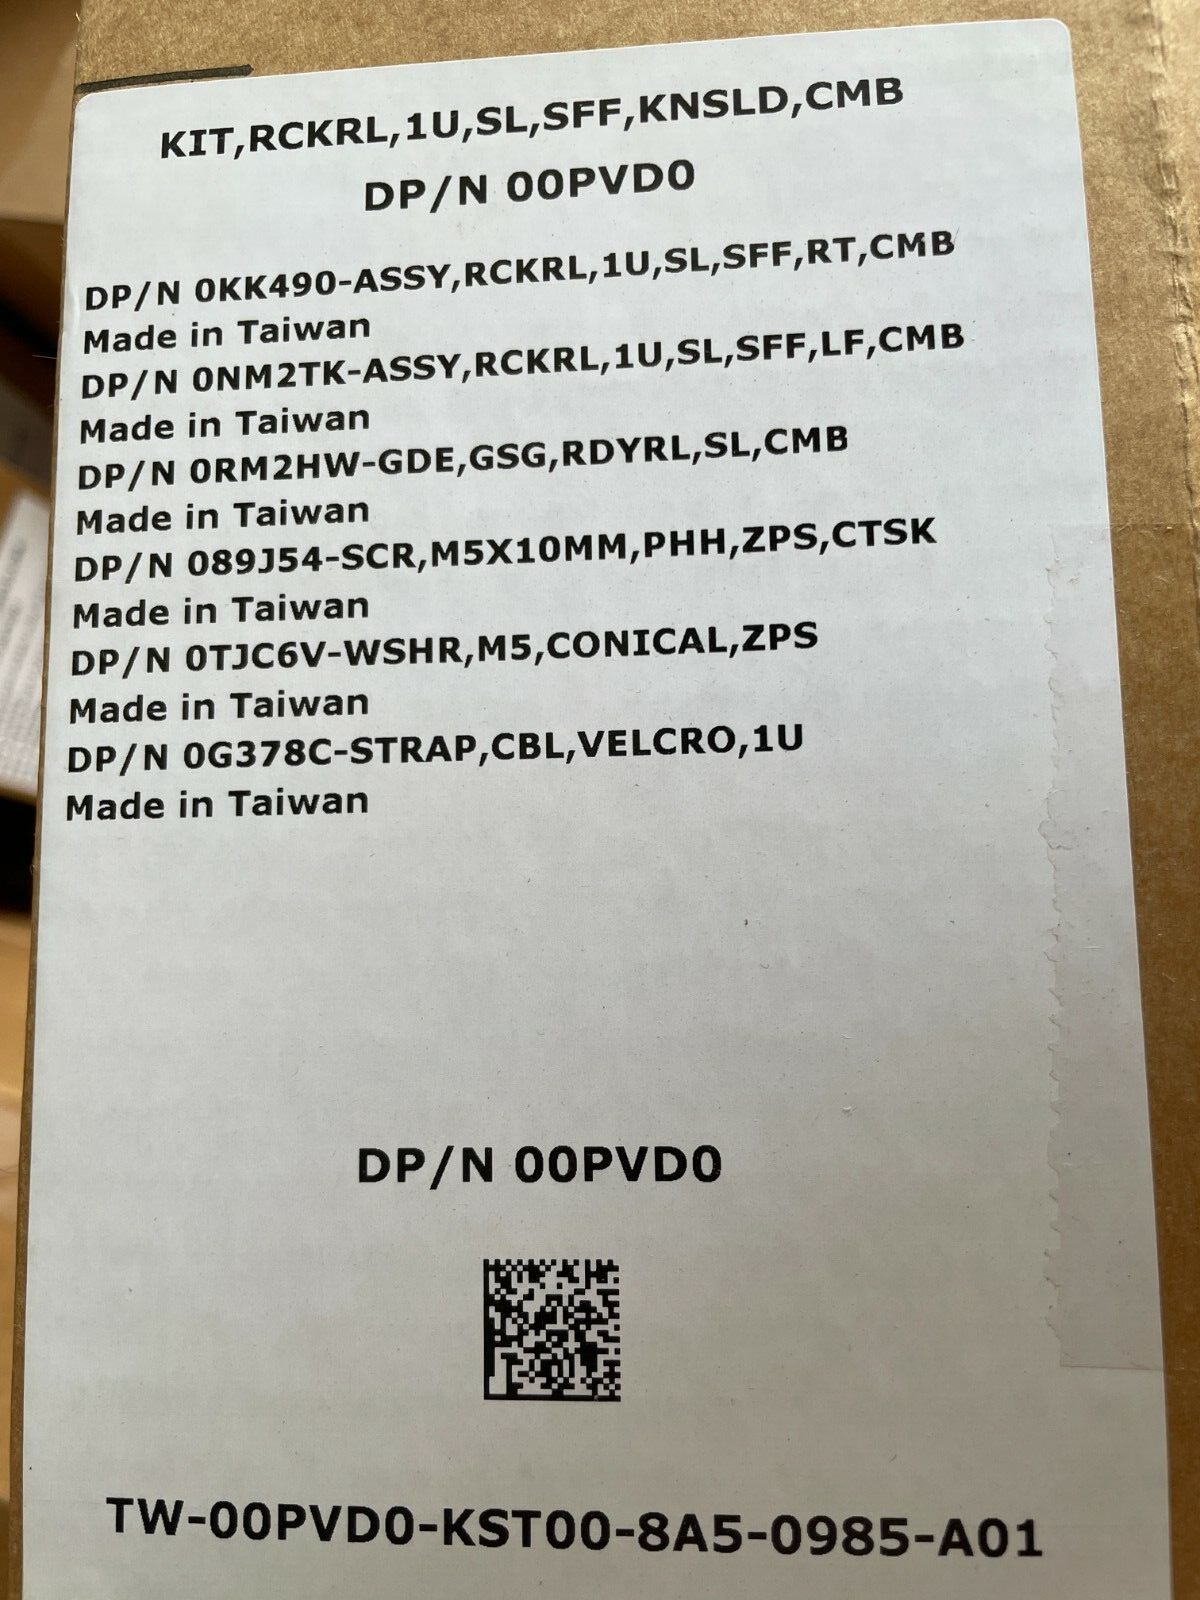 KIT,RCKRL,1U,SL,SFF,KNSLD,CMB
DP/N 00PVD0
DP/N 0KK490-ASSY,RCKRL,1U,SL,SFF,RT,CMB
Made in Taiwan
DP/N 0NM2TK-ASSY,RCKRL,1U,SL,SFF,LF,CMB
Made in Taiwan
DP/N 0RM2HW-GDE,GSG,RDYRL,SL,CMB
Made in Taiwan
DP/N 089J54-SCR,M5X10MM,PHH,ZPS,CTSK
Made in Taiwan
DP/N 0TJC6V-WSHR,M5,CONICAL,ZPS
Made in Taiwan
DP/N 0G378C-STRAP,CBL,VELCRO,1U
Made in Taiwan
DP/N 00PVD0
TW-00PVD0-KST00-8A5-0985-A01